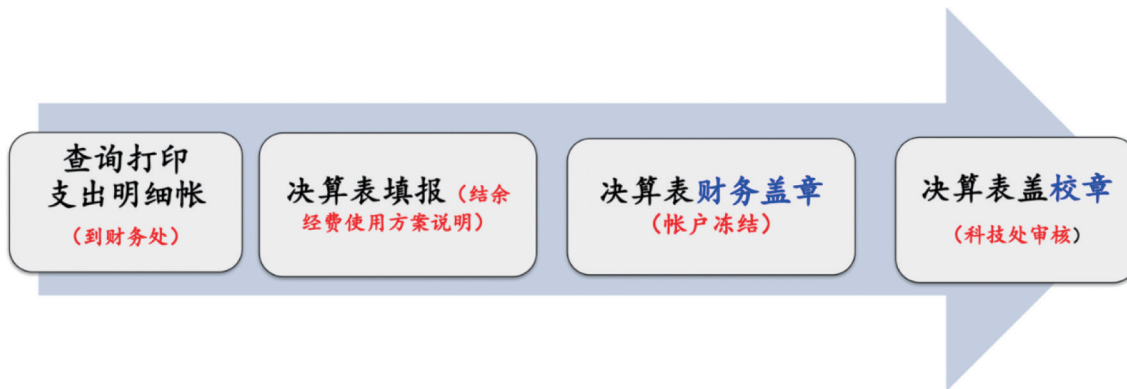 查询打印
支出明细帐
（到财务处）
决算表填报（结余
经费使用方案说明）
决算表财务盖章
（帐户冻结）
决算表盖校章
（科技处审核）